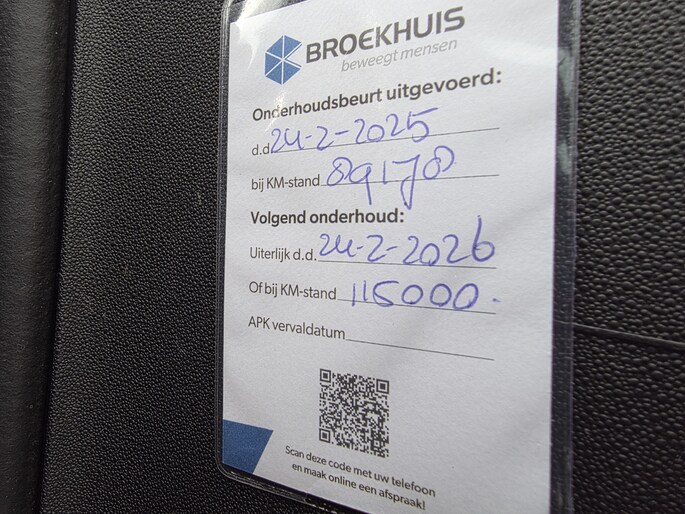 BROEKHUIS
beweegt mensen
Onderhoudsbeurt uitgevoerd:
d.d 24-2-2025
bij KM-stand 89178
Volgend onderhoud:
Uiterlijk d.d. 24-2-2026
Of bij KM-stand 115000.
APK vervaldatum
Scan deze code met uw telefoon
en maak online een afspraak!